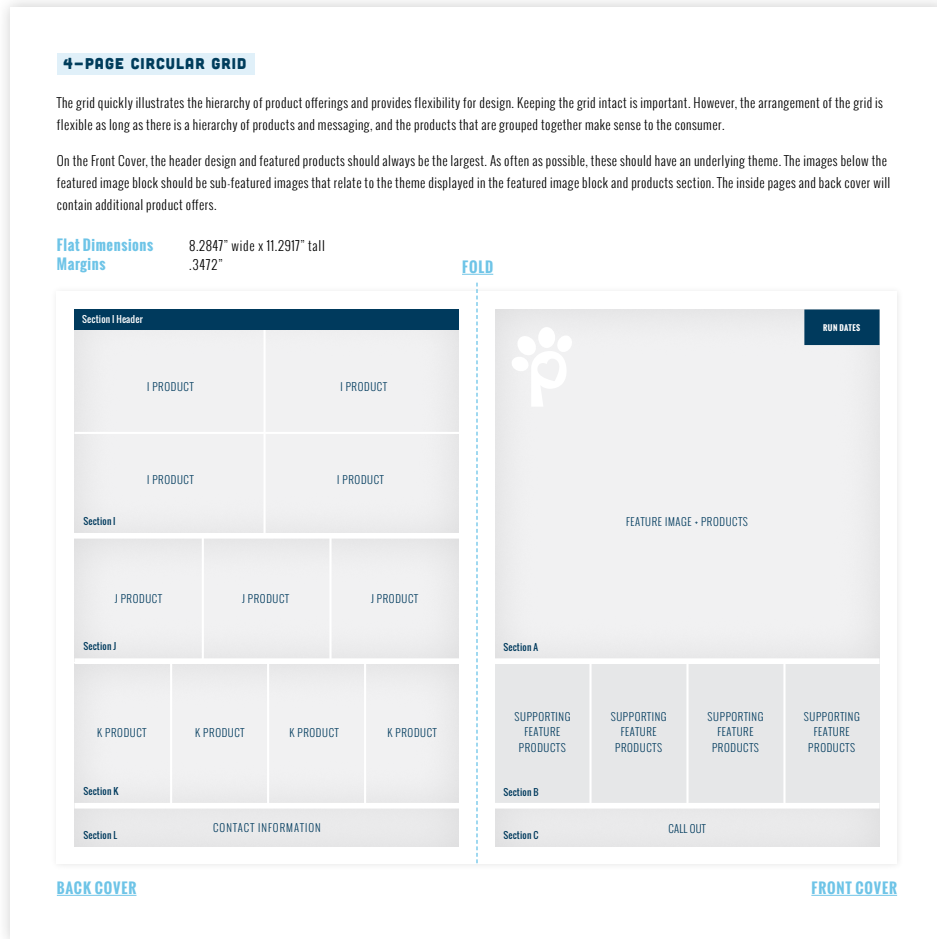 4-PAGE CIRCULAR GRID
The grid quickly illustrates the hierarchy of product offerings and provides flexibility for design. Keeping the grid intact is important. However, the arrangement of the grid is
flexible as long as there is a hierarchy of products and messaging, and the products that are grouped together make sense to the consumer.
On the Front Cover, the header design and featured products should always be the largest. As often as possible, these should have an underlying theme. The images below the
featured image block should be sub-featured images that relate to the theme displayed in the featured image block and products section. The inside pages and back cover will
contain additional product offers.
Flat Dimensions 8.2847" wide x 11.2917" tall
Margins .3472"
FOLD
Section I Header
I PRODUCT I PRODUCT
I PRODUCT I PRODUCT
Section I
J PRODUCT J PRODUCT J PRODUCT
Section J
K PRODUCT K PRODUCT K PRODUCT K PRODUCT
Section K
CONTACT INFORMATION
Section L
RUN DATES
FEATURE IMAGE • PRODUCTS
Section A
SUPPORTING SUPPORTING SUPPORTING SUPPORTING
FEATURE FEATURE FEATURE FEATURE
PRODUCTS PRODUCTS PRODUCTS PRODUCTS
Section B
CALL OUT
Section C
BACK COVER
FRONT COVER